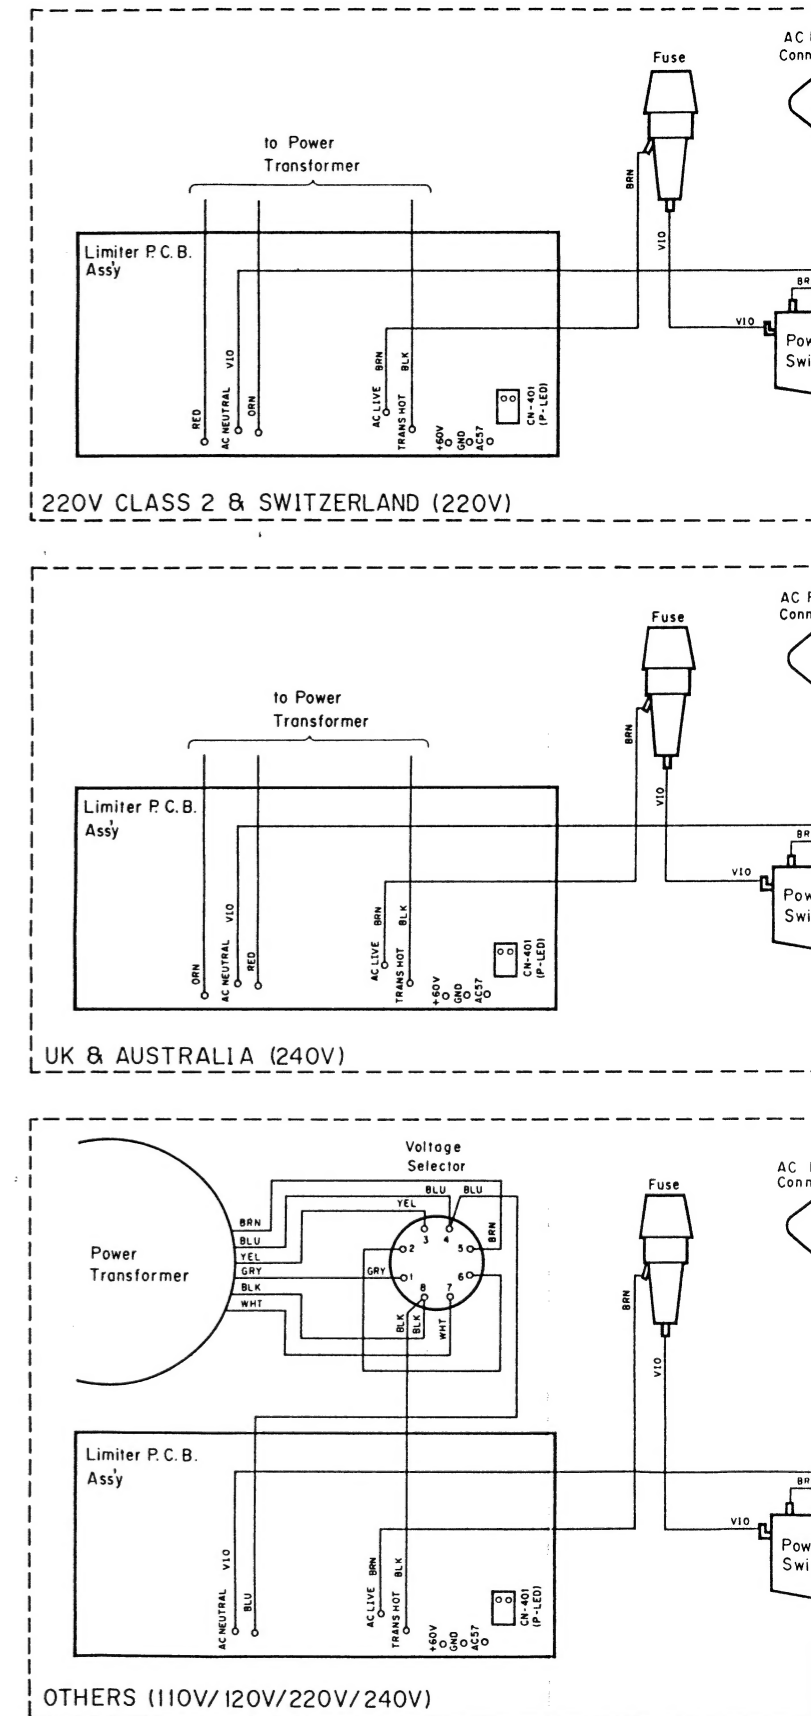 AC
Conn
Fuse
to Power
Transformer
BRN
VIO
Limiter P.C.B.
Ass'y
BR
VIO
Pow
Swi
RED
AC NEUTRAL
VIO
ORN
AC LIVE
BRN
TRANS HOT
BLK
+60V
GND
AC57
CN-401
(P-LED)
220V CLASS 2 & SWITZERLAND (220V)
AC P
Conn
Fuse
to Power
Transformer
BRN
VIO
Limiter P.C.B.
Ass'y
BR
VIO
Pow
Swi
ORN
AC NEUTRAL
VIO
RED
AC LIVE
BRN
TRANS HOT
BLK
+60V
GND
AC57
CN-401
(P-LED)
UK & AUSTRALIA (240V)
Voltage
Selector
AC
Conn
Fuse
BLU
BLU
YEL
BRN
BLU
YEL
GRY
BLK
WHT
Power
Transformer
GRY
3
4
2
5
1
6
8
7
BRN
BLK
BLK
WHT
BRN
VIO
Limiter P.C.B.
Ass'y
BR
VIO
Pow
Swi
AC NEUTRAL
VIO
BLU
AC LIVE
BRN
TRANS HOT
BLK
+60V
GND
AC57
CN-401
(P-LED)
OTHERS (110V/120V/220V/240V)